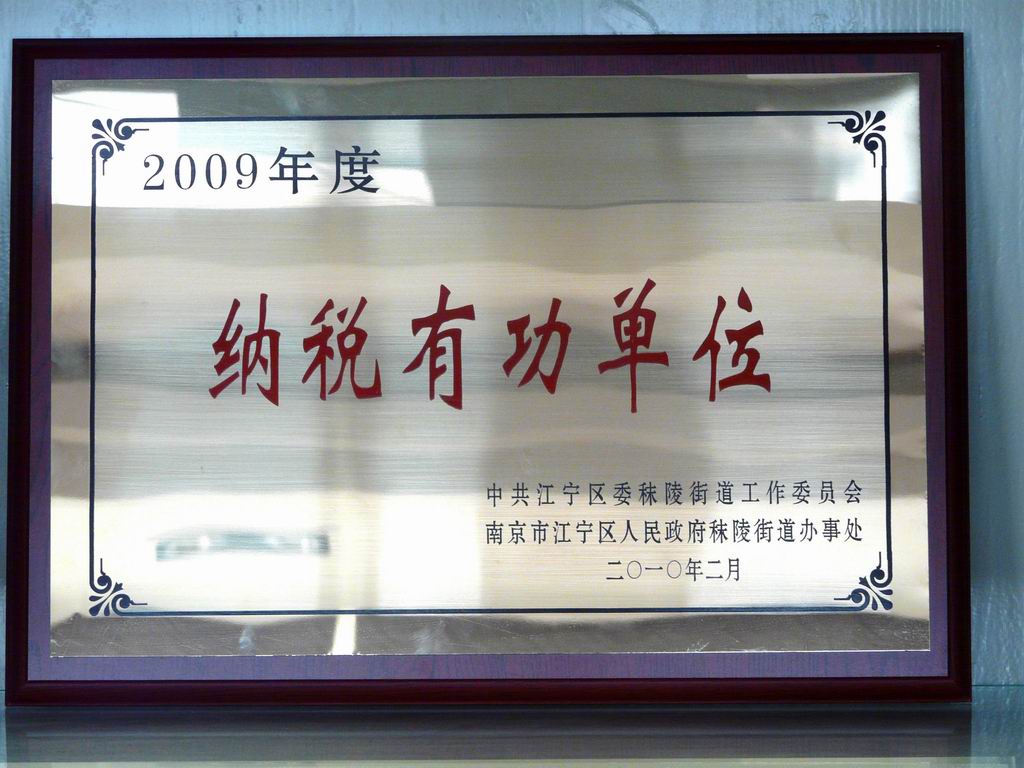 2009年度
纳税有功单位
中共江宁区委秣陵街道工作委员会
南京市江宁区人民政府秣陵街道办事处
二〇一〇年二月